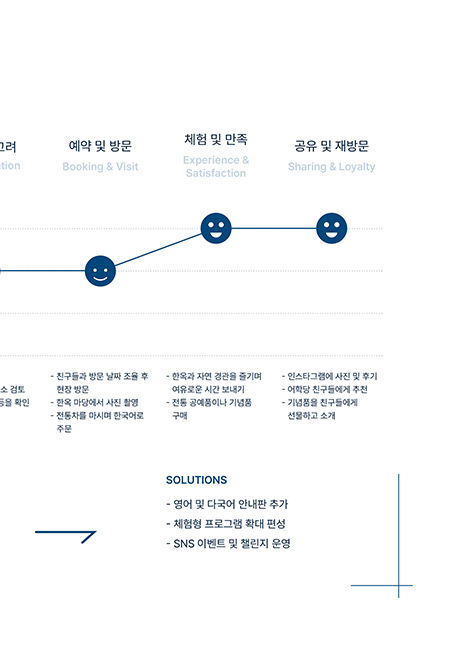 고려
예약 및 방문
체험 및 만족
공유 및 재방문
tion
Booking & Visit
Experience &
Satisfaction
Sharing & Loyalty
소 검토
등을 확인
- 친구들과 방문 날짜 조율 후
현장 방문
- 한옥 마당에서 사진 촬영
- 전통차를 마시며 한국어로
주문
- 한옥과 자연 경관을 즐기며
여유로운 시간 보내기
- 전통 공예품이나 기념품
구매
- 인스타그램에 사진 및 후기
- 어학당 친구들에게 추천
- 기념품을 친구들에게
선물하고 소개
SOLUTIONS
- 영어 및 다국어 안내판 추가
- 체험형 프로그램 확대 편성
- SNS 이벤트 및 챌린지 운영